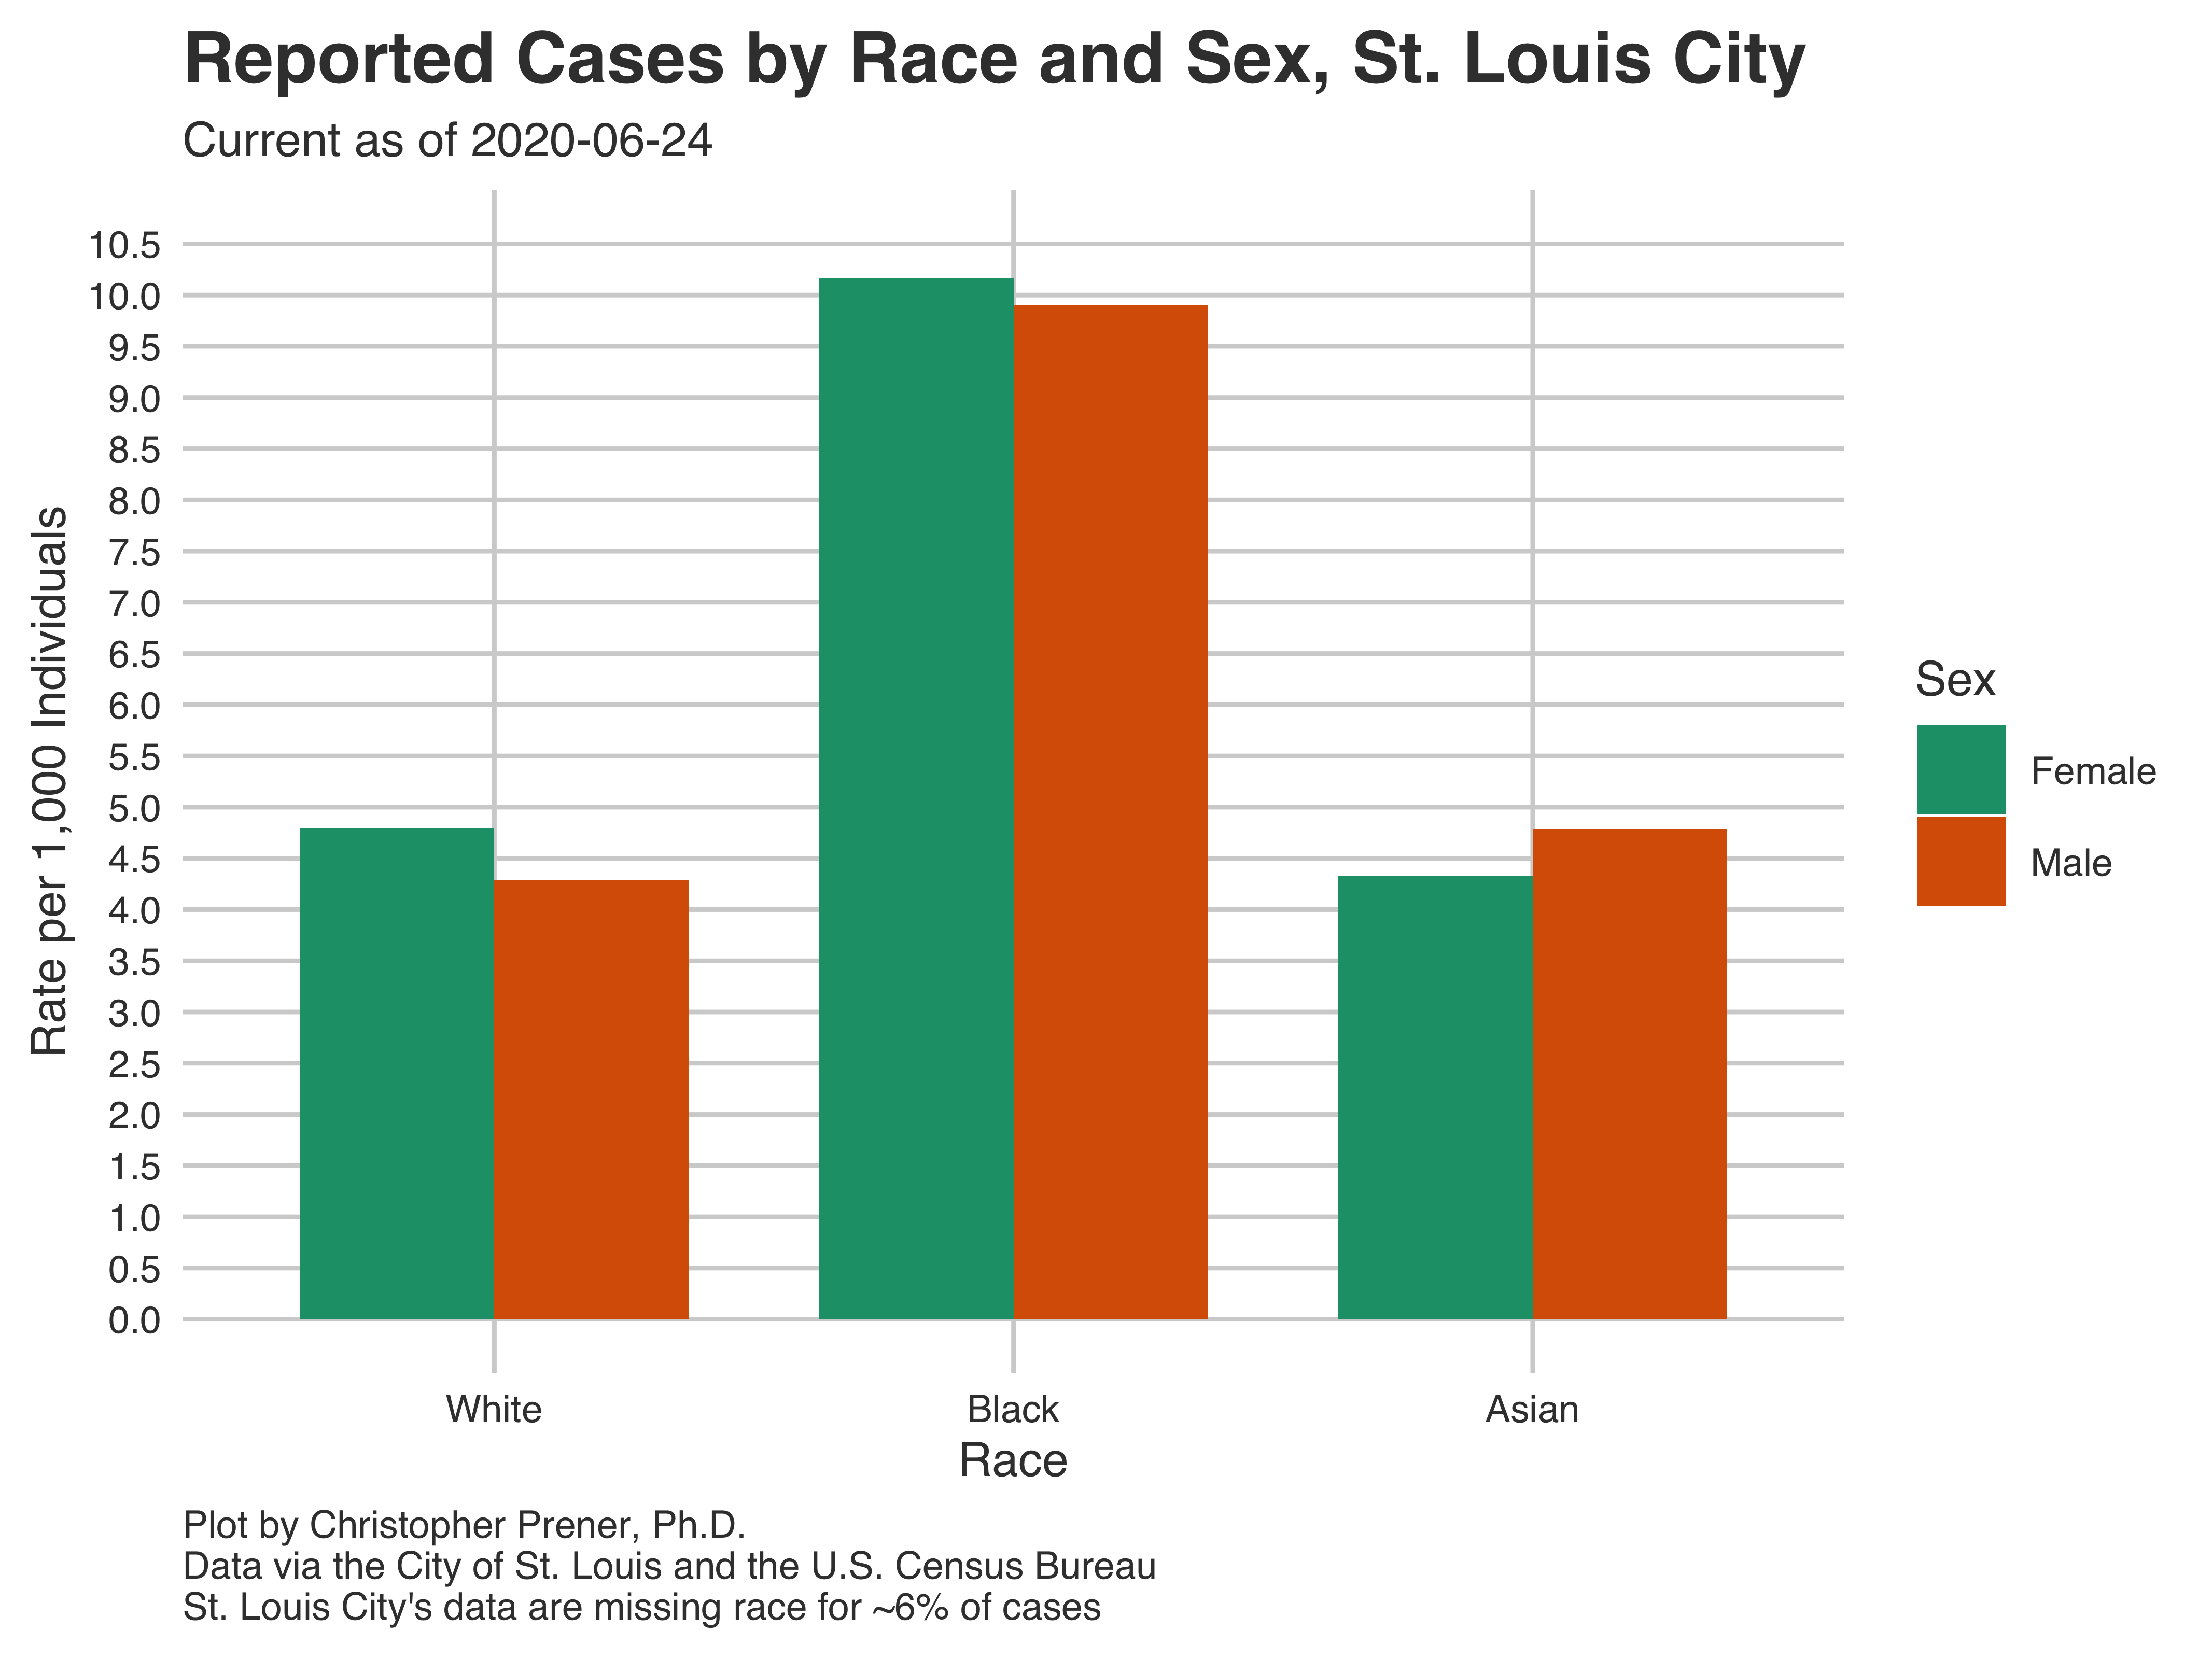 Reported Cases by Race and Sex, St. Louis City
Current as of 2020-06-24
Rate per 1,000 Individuals
10.5
10.0
9.5
9.0
8.5
8.0
7.5
7.0
6.5
6.0
5.5
5.0
4.5
4.0
3.5
3.0
2.5
2.0
1.5
1.0
0.5
0.0
White
Black
Asian
Race
Sex
Female
Male
Plot by Christopher Prener, Ph.D.
Data via the City of St. Louis and the U.S. Census Bureau
St. Louis City's data are missing race for ~6% of cases